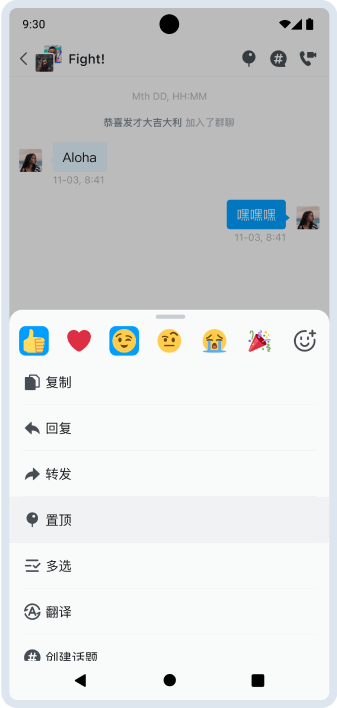 9:30
Fight!
Mth DD, HH:MM
恭喜发才大吉大利 加入了群聊
Aloha
11-03, 8:41
嘿嘿嘿
11-03, 8:41
复制
回复
转发
置顶
多选
翻译
创建话题